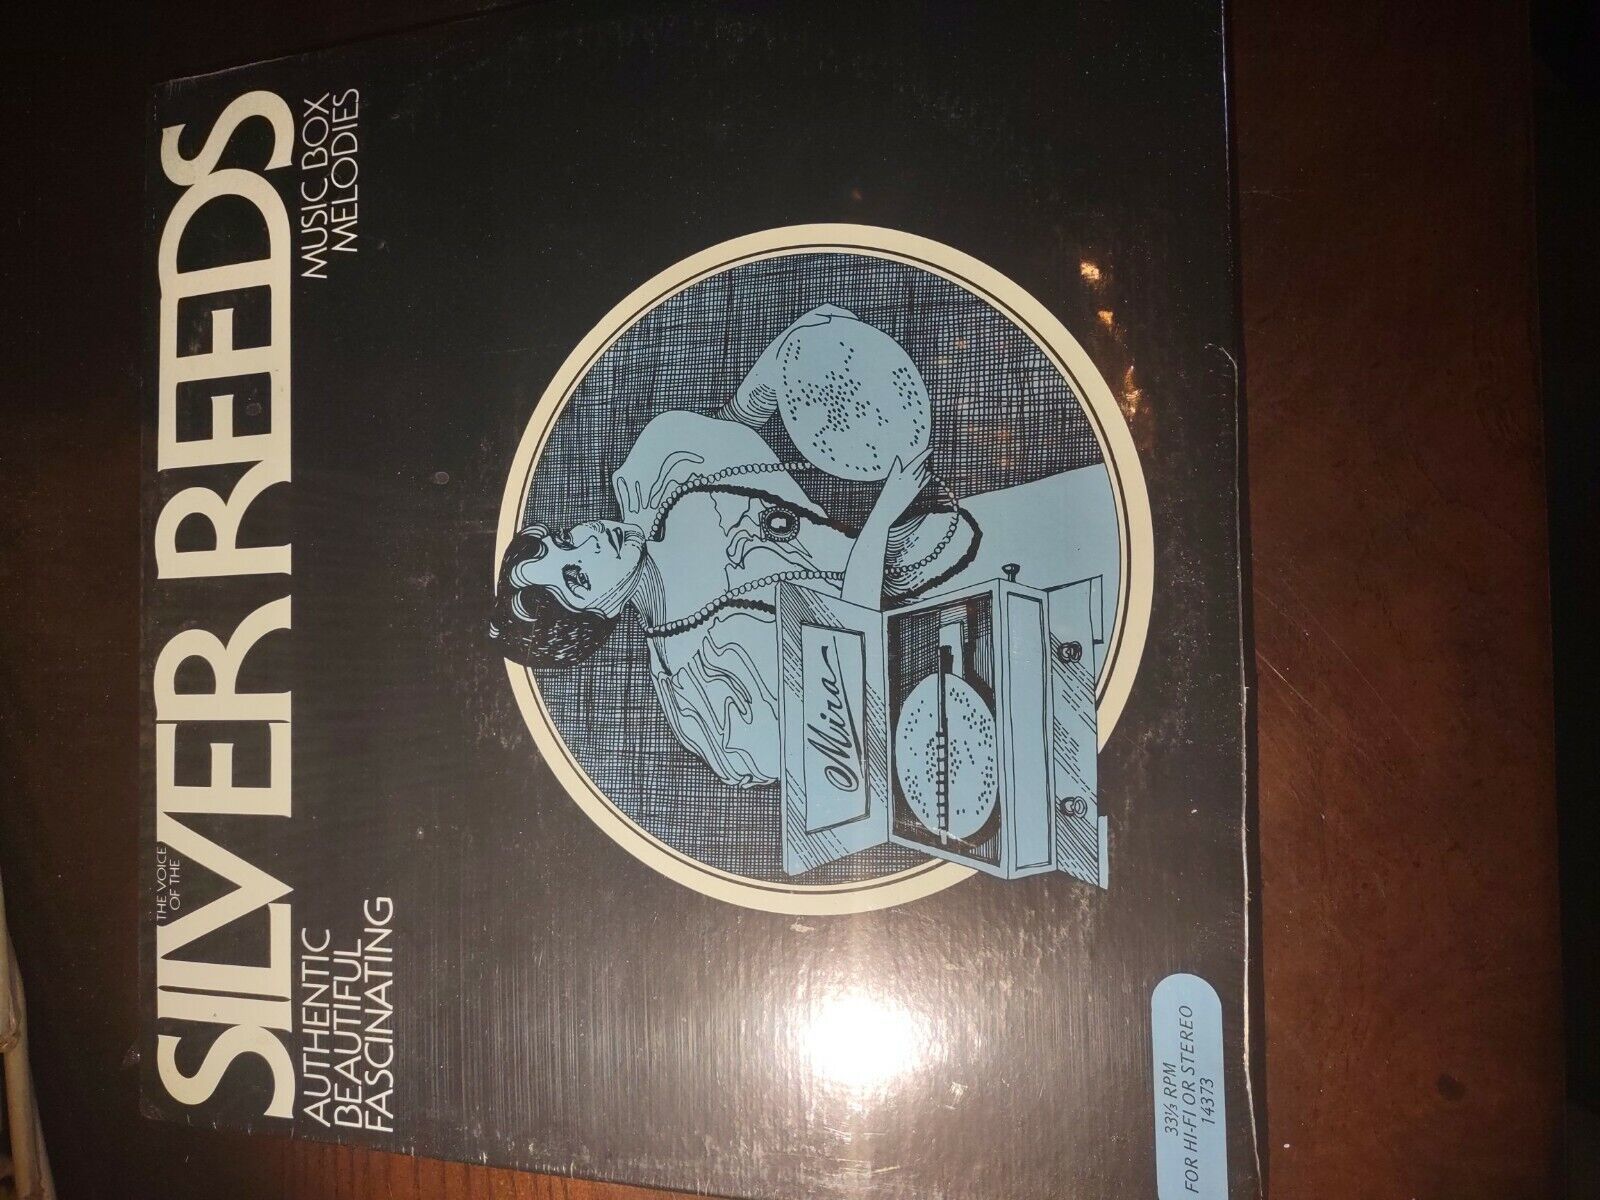 THE VOICE
OF THE
SILVER REEDS
AUTHENTIC
BEAUTIFUL
FASCINATING
MUSIC BOX
MELODIES
Mira
33⅓ RPM
FOR HI-FI OR STEREO
14373